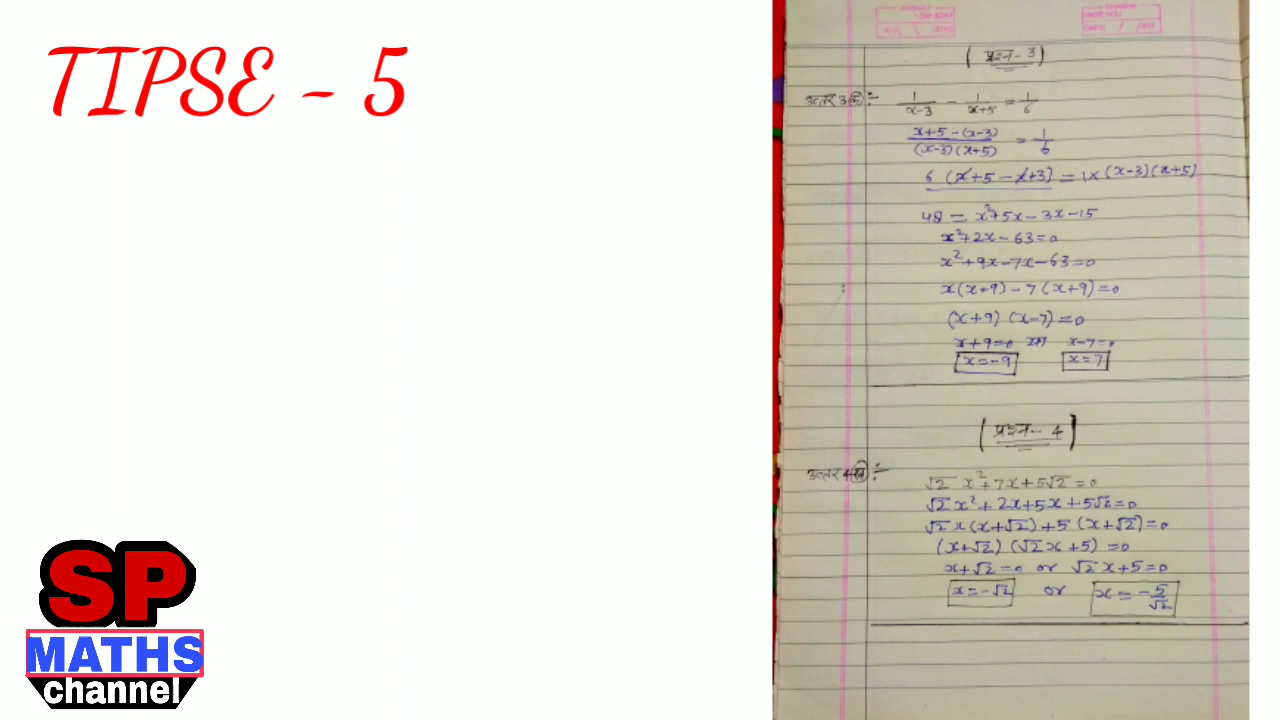 TIPSE - 5
SP
MATHS
channel
(प्रश्न - 3)
उत्तर 3 (क) :- 1/(x-3) - 1/(x+5) = 1/6
x+5-(x-3)/(x-3)(x+5) = 1/6
6 (x+5-x+3) = 1×(x-3)(x+5)
48 = x²+5x-3x-15
x²+2x-63=0
x²+9x-7x-63=0
x(x+9)-7(x+9)=0
(x+9) (x-7)=0
x+9=0 x-7=0
x=-9 x=7
(प्रश्न - 4)
उत्तर 4 :-
√2 x²+7x+5√2=0
√2 x²+2x+5x+5√2=0
√2 x(x+√2)+5(x+√2)=0
(x+√2) (√2x+5)=0
x+√2=0 or √2x+5=0
x=-√2 or x=-5/√2